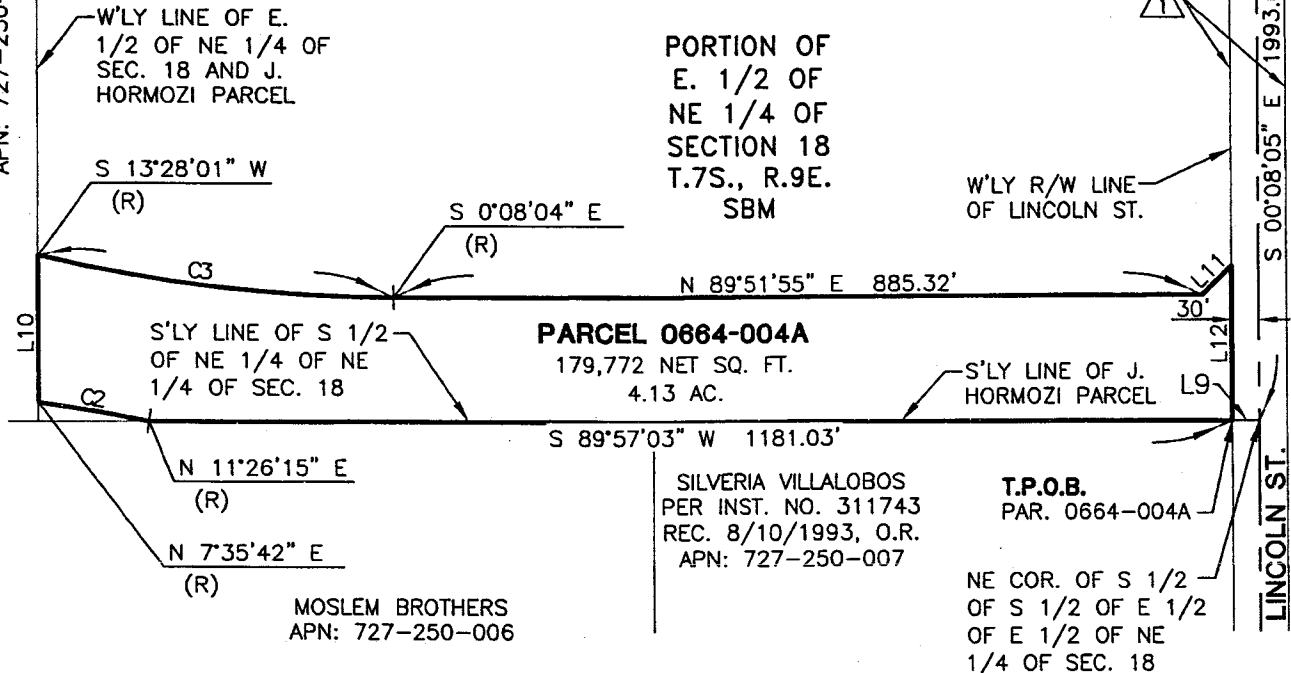 W'LY LINE OF E.
1/2 OF NE 1/4 OF
SEC. 18 AND J.
HORMOZI PARCEL
PORTION OF
E. 1/2 OF
NE 1/4 OF
SECTION 18
T.7S., R.9E.
SBM
1
S 00°08'05" E 1993.
S 13°28'01" W
(R)
S 0°08'04" E
(R)
W'LY R/W LINE
OF LINCOLN ST.
C3
N 89°51'55" E 885.32'
L11
30'
L10
S'LY LINE OF S 1/2
OF NE 1/4 OF NE
1/4 OF SEC. 18
PARCEL 0664-004A
179,772 NET SQ. FT.
4.13 AC.
S'LY LINE OF J.
HORMOZI PARCEL
L12
L9
C2
S 89°57'03" W 1181.03'
N 11°26'15" E
(R)
N 7°35'42" E
(R)
MOSLEM BROTHERS
APN: 727-250-006
SILVERIA VILLALOBOS
PER INST. NO. 311743
REC. 8/10/1993, O.R.
APN: 727-250-007
T.P.O.B.
PAR. 0664-004A
NE COR. OF S 1/2
OF S 1/2 OF E 1/2
OF E 1/2 OF NE
1/4 OF SEC. 18
LINCOLN ST.